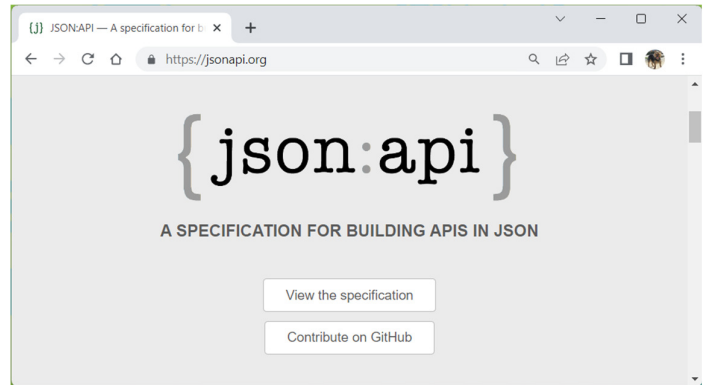 {j} JSON:API — A specification for b
https://jsonapi.org
{json:api}
A SPECIFICATION FOR BUILDING APIS IN JSON
View the specification
Contribute on GitHub